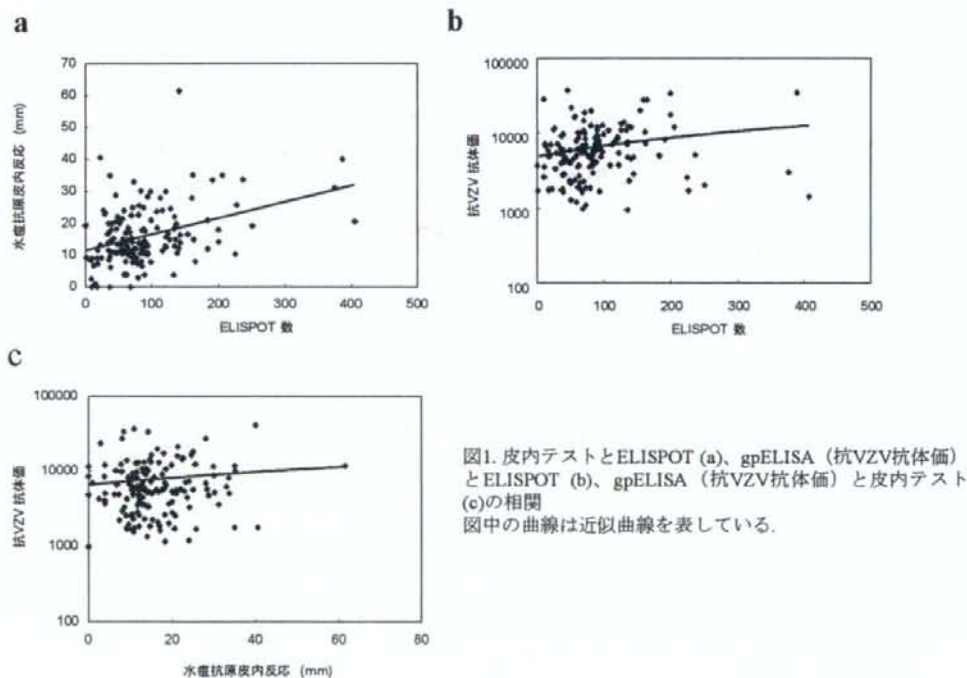 a
70
60
50
40
30
20
10
0
水痘抗原皮内反応 (mm)
0 100 200 300 400 500
ELISPOT 数
b
100000
10000
1000
100
抗VZV 抗体価
0 100 200 300 400 500
ELISPOT 数
c
100000
10000
1000
100
抗VZV 抗体価
0 20 40 60 80
水痘抗原皮内反応 (mm)
図1. 皮内テストとELISPOT (a)、gpELISA（抗VZV抗体価）
とELISPOT (b)、gpELISA（抗VZV抗体価）と皮内テスト
(c)の相関
図中の曲線は近似曲線を表している.